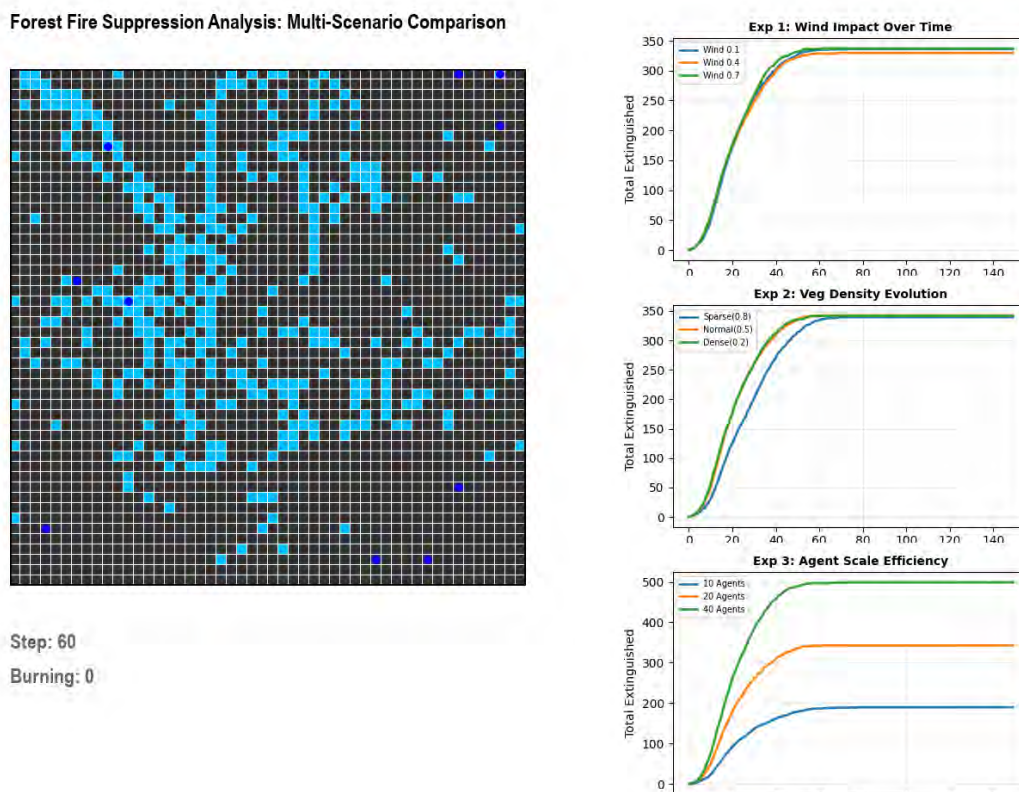 Forest Fire Suppression Analysis: Multi-Scenario Comparison
Step: 60
Burning: 0
Exp 1: Wind Impact Over Time
Total Extinguished
350
300
250
200
150
100
50
0
Wind 0.1
Wind 0.4
Wind 0.7
0 20 40 60 80 100 120 140
Exp 2: Veg Density Evolution
Total Extinguished
350
300
250
200
150
100
50
0
Sparse(0.8)
Normal(0.5)
Dense(0.2)
0 20 40 60 80 100 120 140
Exp 3: Agent Scale Efficiency
Total Extinguished
500
400
300
200
100
0
10 Agents
20 Agents
40 Agents